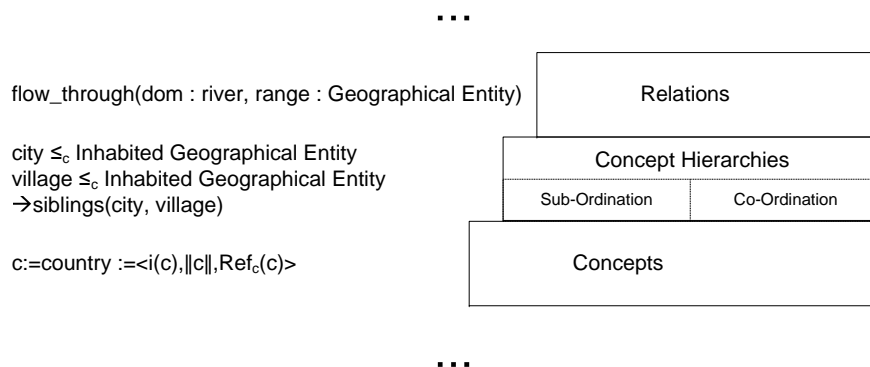 ...
flow_through(dom : river, range : Geographical Entity)
Relations
city ≤c Inhabited Geographical Entity
village ≤c Inhabited Geographical Entity
→siblings(city, village)
Concept Hierarchies
Sub-Ordination
Co-Ordination
c:=country :=<i(c),‖c‖,Refc(c)>
Concepts
...